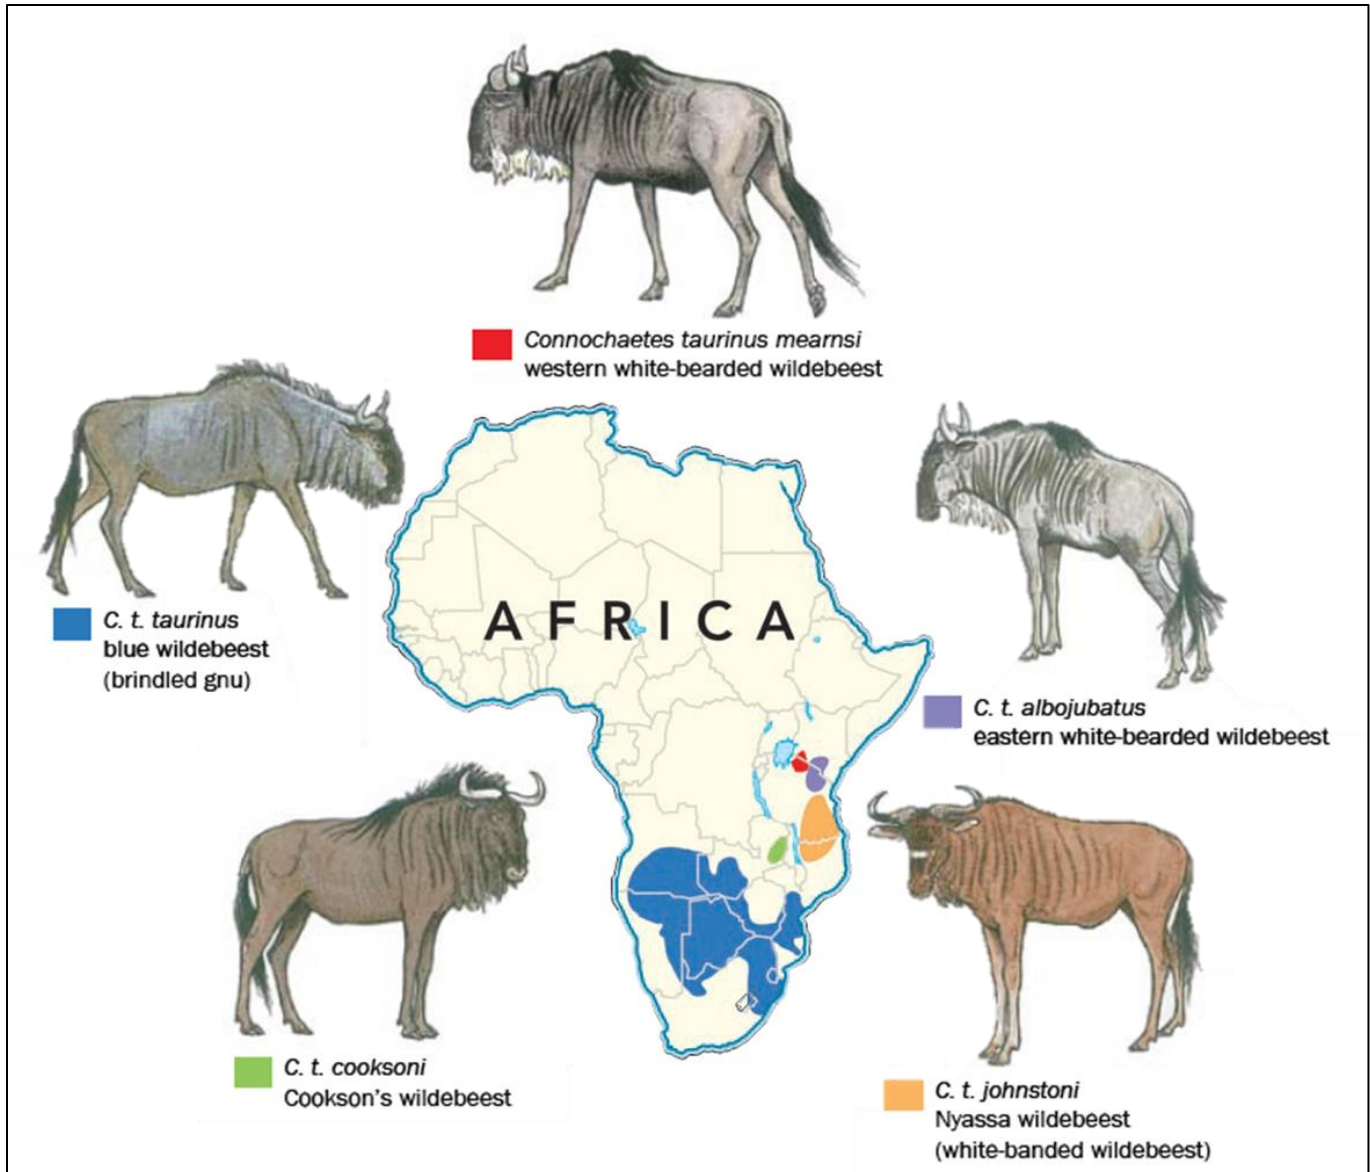 Connochaetes taurinus mearnsi
western white-bearded wildebeest
C. t. taurinus
blue wildebeest
(brindled gnu)
AFRICA
C. t. albojubatus
eastern white-bearded wildebeest
C. t. cooksoni
Cookson's wildebeest
C. t. johnstoni
Nyassa wildebeest
(white-banded wildebeest)